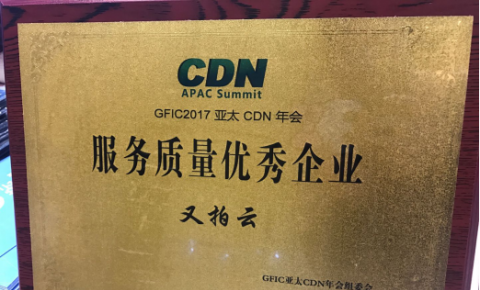 CDN
APAC Summit
GFIC2017 亚太 CDN 年会
服务质量优秀企业
又拍云
GFIC亚太CDN年会组委会